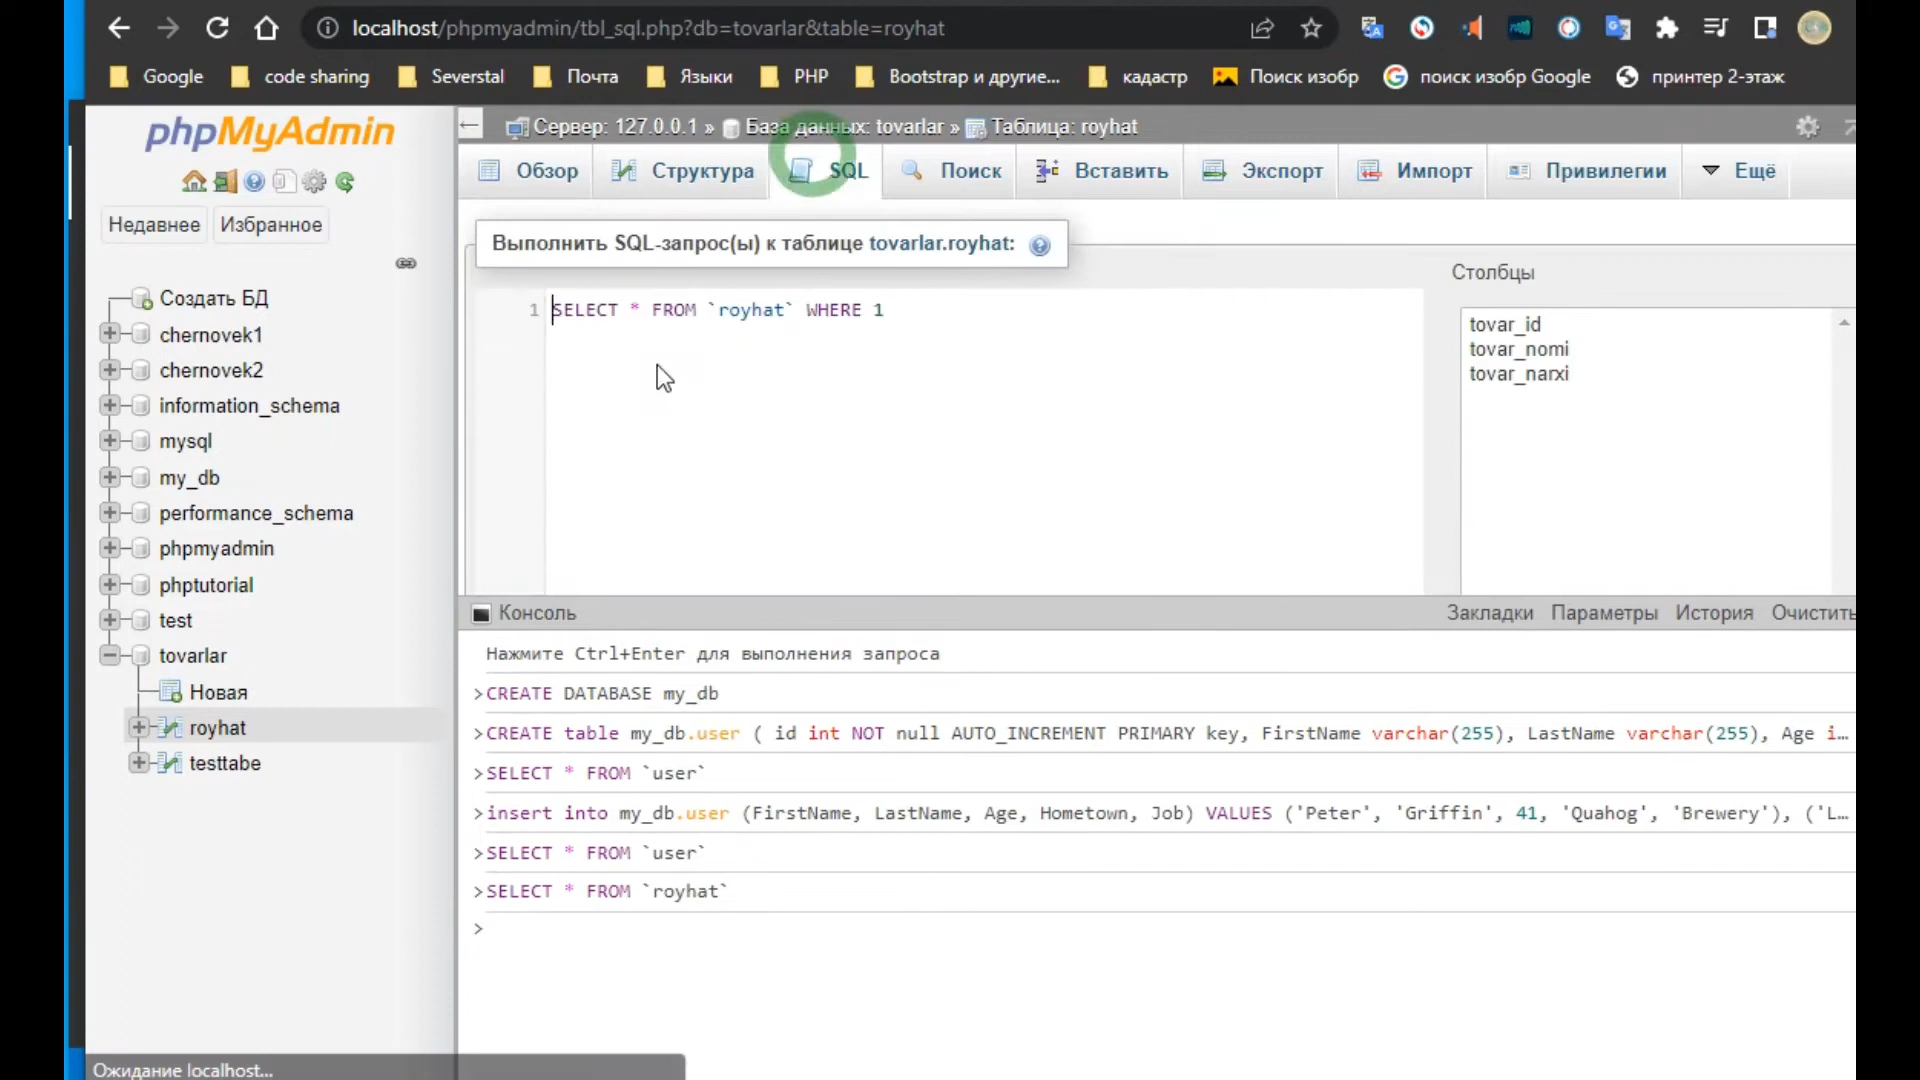 localhost/phpmyadmin/tbl_sql.php?db=tovarlar&table=royhat
Google code sharing Severstal Почта Языки PHP Bootstrap и другие... кадастр Поиск изобр поиск изобр Google принтер 2-этаж
phpMyAdmin
Недавнее Избранное
Создать БД
chernovek1
chernovek2
information_schema
mysql
my_db
performance_schema
phpmyadmin
phptutorial
test
tovarlar
Новая
royhat
testtabe
Сервер: 127.0.0.1 » База данных: tovarlar » Таблица: royhat
Обзор Структура SQL Поиск Вставить Экспорт Импорт Привилегии Ещё
Выполнить SQL-запрос(ы) к таблице tovarlar.royhat:
1 SELECT * FROM `royhat` WHERE 1
Столбцы
tovar_id
tovar_nomi
tovar_narxi
Консоль Закладки Параметры История Очистить
Нажмите Ctrl+Enter для выполнения запроса
>CREATE DATABASE my_db
>CREATE table my_db.user ( id int NOT null AUTO_INCREMENT PRIMARY key, FirstName varchar(255), LastName varchar(255), Age i...
>SELECT * FROM `user`
>insert into my_db.user (FirstName, LastName, Age, Hometown, Job) VALUES ('Peter', 'Griffin', 41, 'Quahog', 'Brewery'), ('L...
>SELECT * FROM `user`
>SELECT * FROM `royhat`
>
Ожидание localhost...